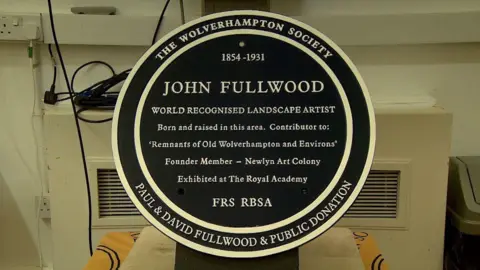 THE WOLVERHAMPTON SOCIETY
1854 -1931
JOHN FULLWOOD
WORLD RECOGNISED LANDSCAPE ARTIST
Born and raised in this area. Contributor to:
'Remnants of Old Wolverhampton and Environs'
Founder Member – Newlyn Art Colony
Exhibited at The Royal Academy
FRS RBSA
PAUL & DAVID FULLWOOD & PUBLIC DONATION